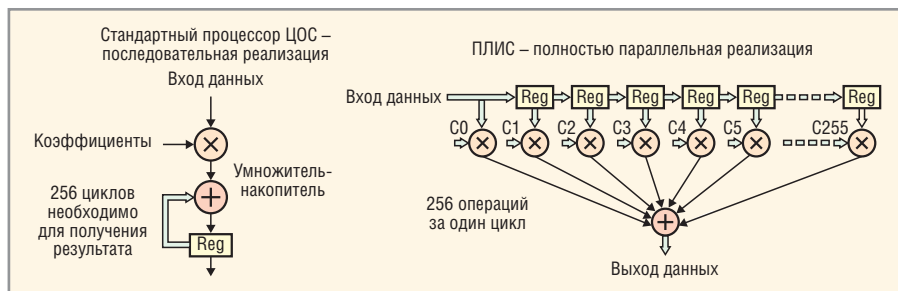 Стандартный процессор ЦОС –
последовательная реализация
Вход данных
Коэффициенты
Умножитель-
накопитель
256 циклов
необходимо
для получения
результата
Reg
ПЛИС – полностью параллельная реализация
Вход данных
Reg Reg Reg Reg Reg Reg
C0 C1 C2 C3 C4 C5 C255
256 операций
за один цикл
Выход данных